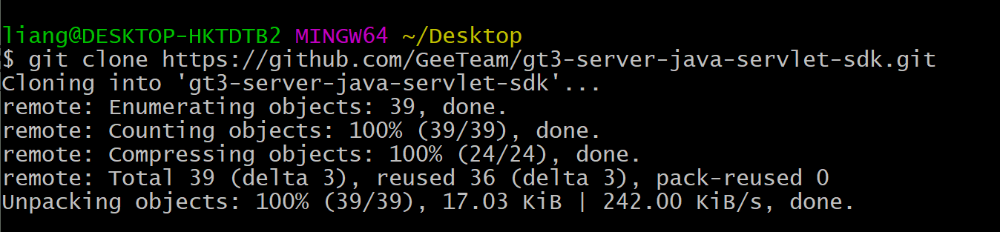 liang@DESKTOP-HKTDTB2 MINGW64 ~/Desktop
$ git clone https://github.com/GeeTeam/gt3-server-java-servlet-sdk.git
Cloning into 'gt3-server-java-servlet-sdk'...
remote: Enumerating objects: 39, done.
remote: Counting objects: 100% (39/39), done.
remote: Compressing objects: 100% (24/24), done.
remote: Total 39 (delta 3), reused 36 (delta 3), pack-reused 0
Unpacking objects: 100% (39/39), 17.03 KiB | 242.00 KiB/s, done.